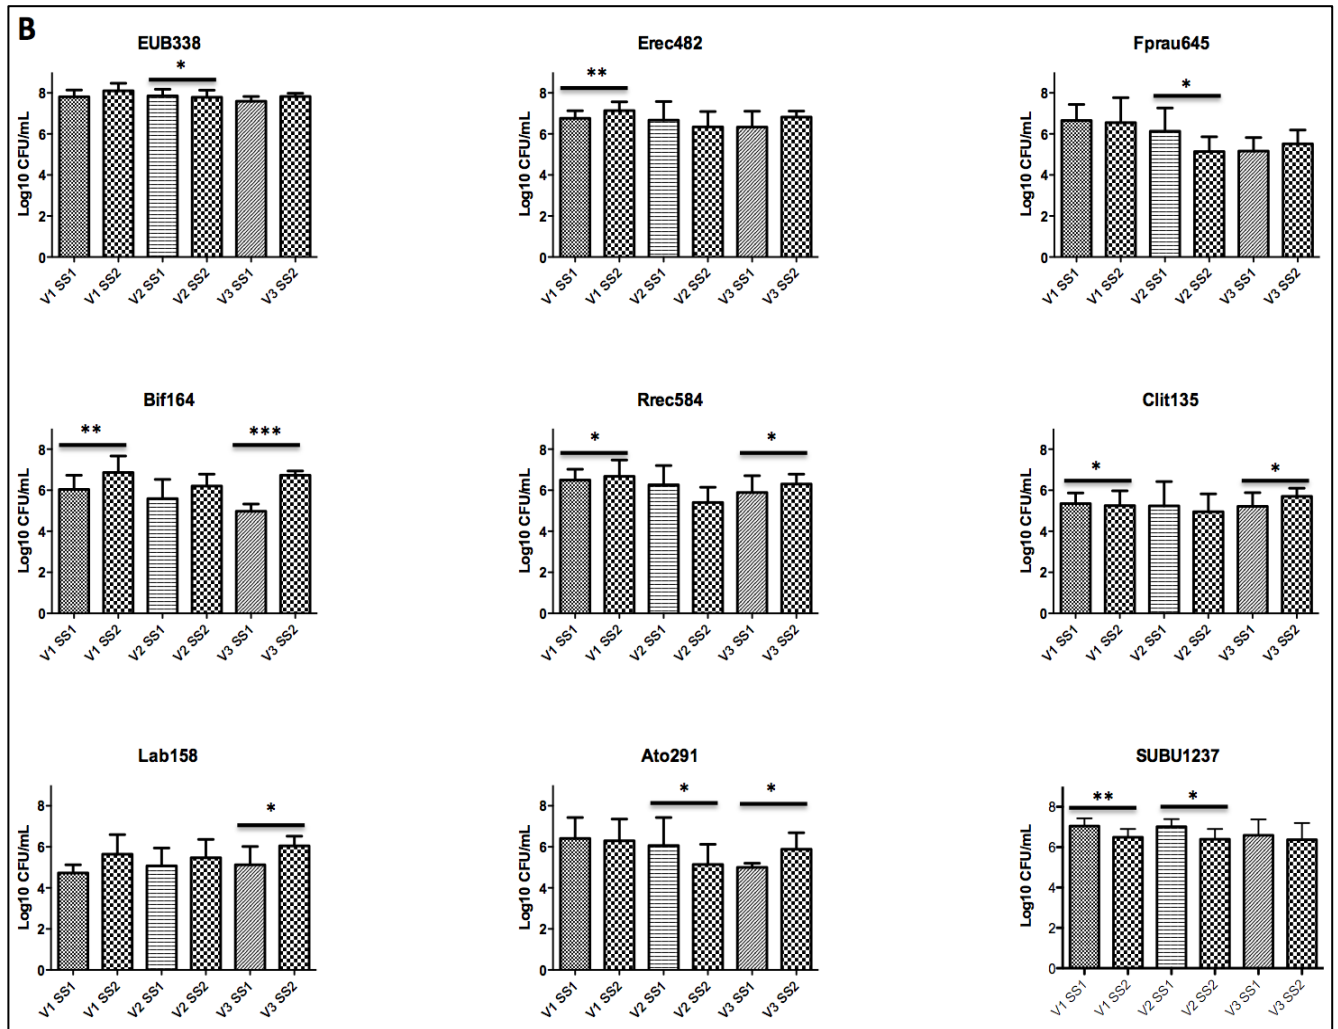 B
EUB338
*
Log10 CFU/mL
8
6
4
2
0
V1 SS1
V1 SS2
V2 SS1
V2 SS2
V3 SS1
V3 SS2
Erec482
**
Log10 CFU/mL
8
6
4
2
0
V1 SS1
V1 SS2
V2 SS1
V2 SS2
V3 SS1
V3 SS2
Fprau645
*
Log10 CFU/mL
8
6
4
2
0
V1 SS1
V1 SS2
V2 SS1
V2 SS2
V3 SS1
V3 SS2
Bif164
**
***
Log10 CFU/mL
8
6
4
2
0
V1 SS1
V1 SS2
V2 SS1
V2 SS2
V3 SS1
V3 SS2
Rrec584
*
*
Log10 CFU/mL
8
6
4
2
0
V1 SS1
V1 SS2
V2 SS1
V2 SS2
V3 SS1
V3 SS2
Clit135
*
*
Log10 CFU/mL
8
6
4
2
0
V1 SS1
V1 SS2
V2 SS1
V2 SS2
V3 SS1
V3 SS2
Lab158
*
Log10 CFU/mL
8
6
4
2
0
V1 SS1
V1 SS2
V2 SS1
V2 SS2
V3 SS1
V3 SS2
Ato291
*
*
Log10 CFU/mL
8
6
4
2
0
V1 SS1
V1 SS2
V2 SS1
V2 SS2
V3 SS1
V3 SS2
SUBU1237
**
*
Log10 CFU/mL
8
6
4
2
0
V1 SS1
V1 SS2
V2 SS1
V2 SS2
V3 SS1
V3 SS2